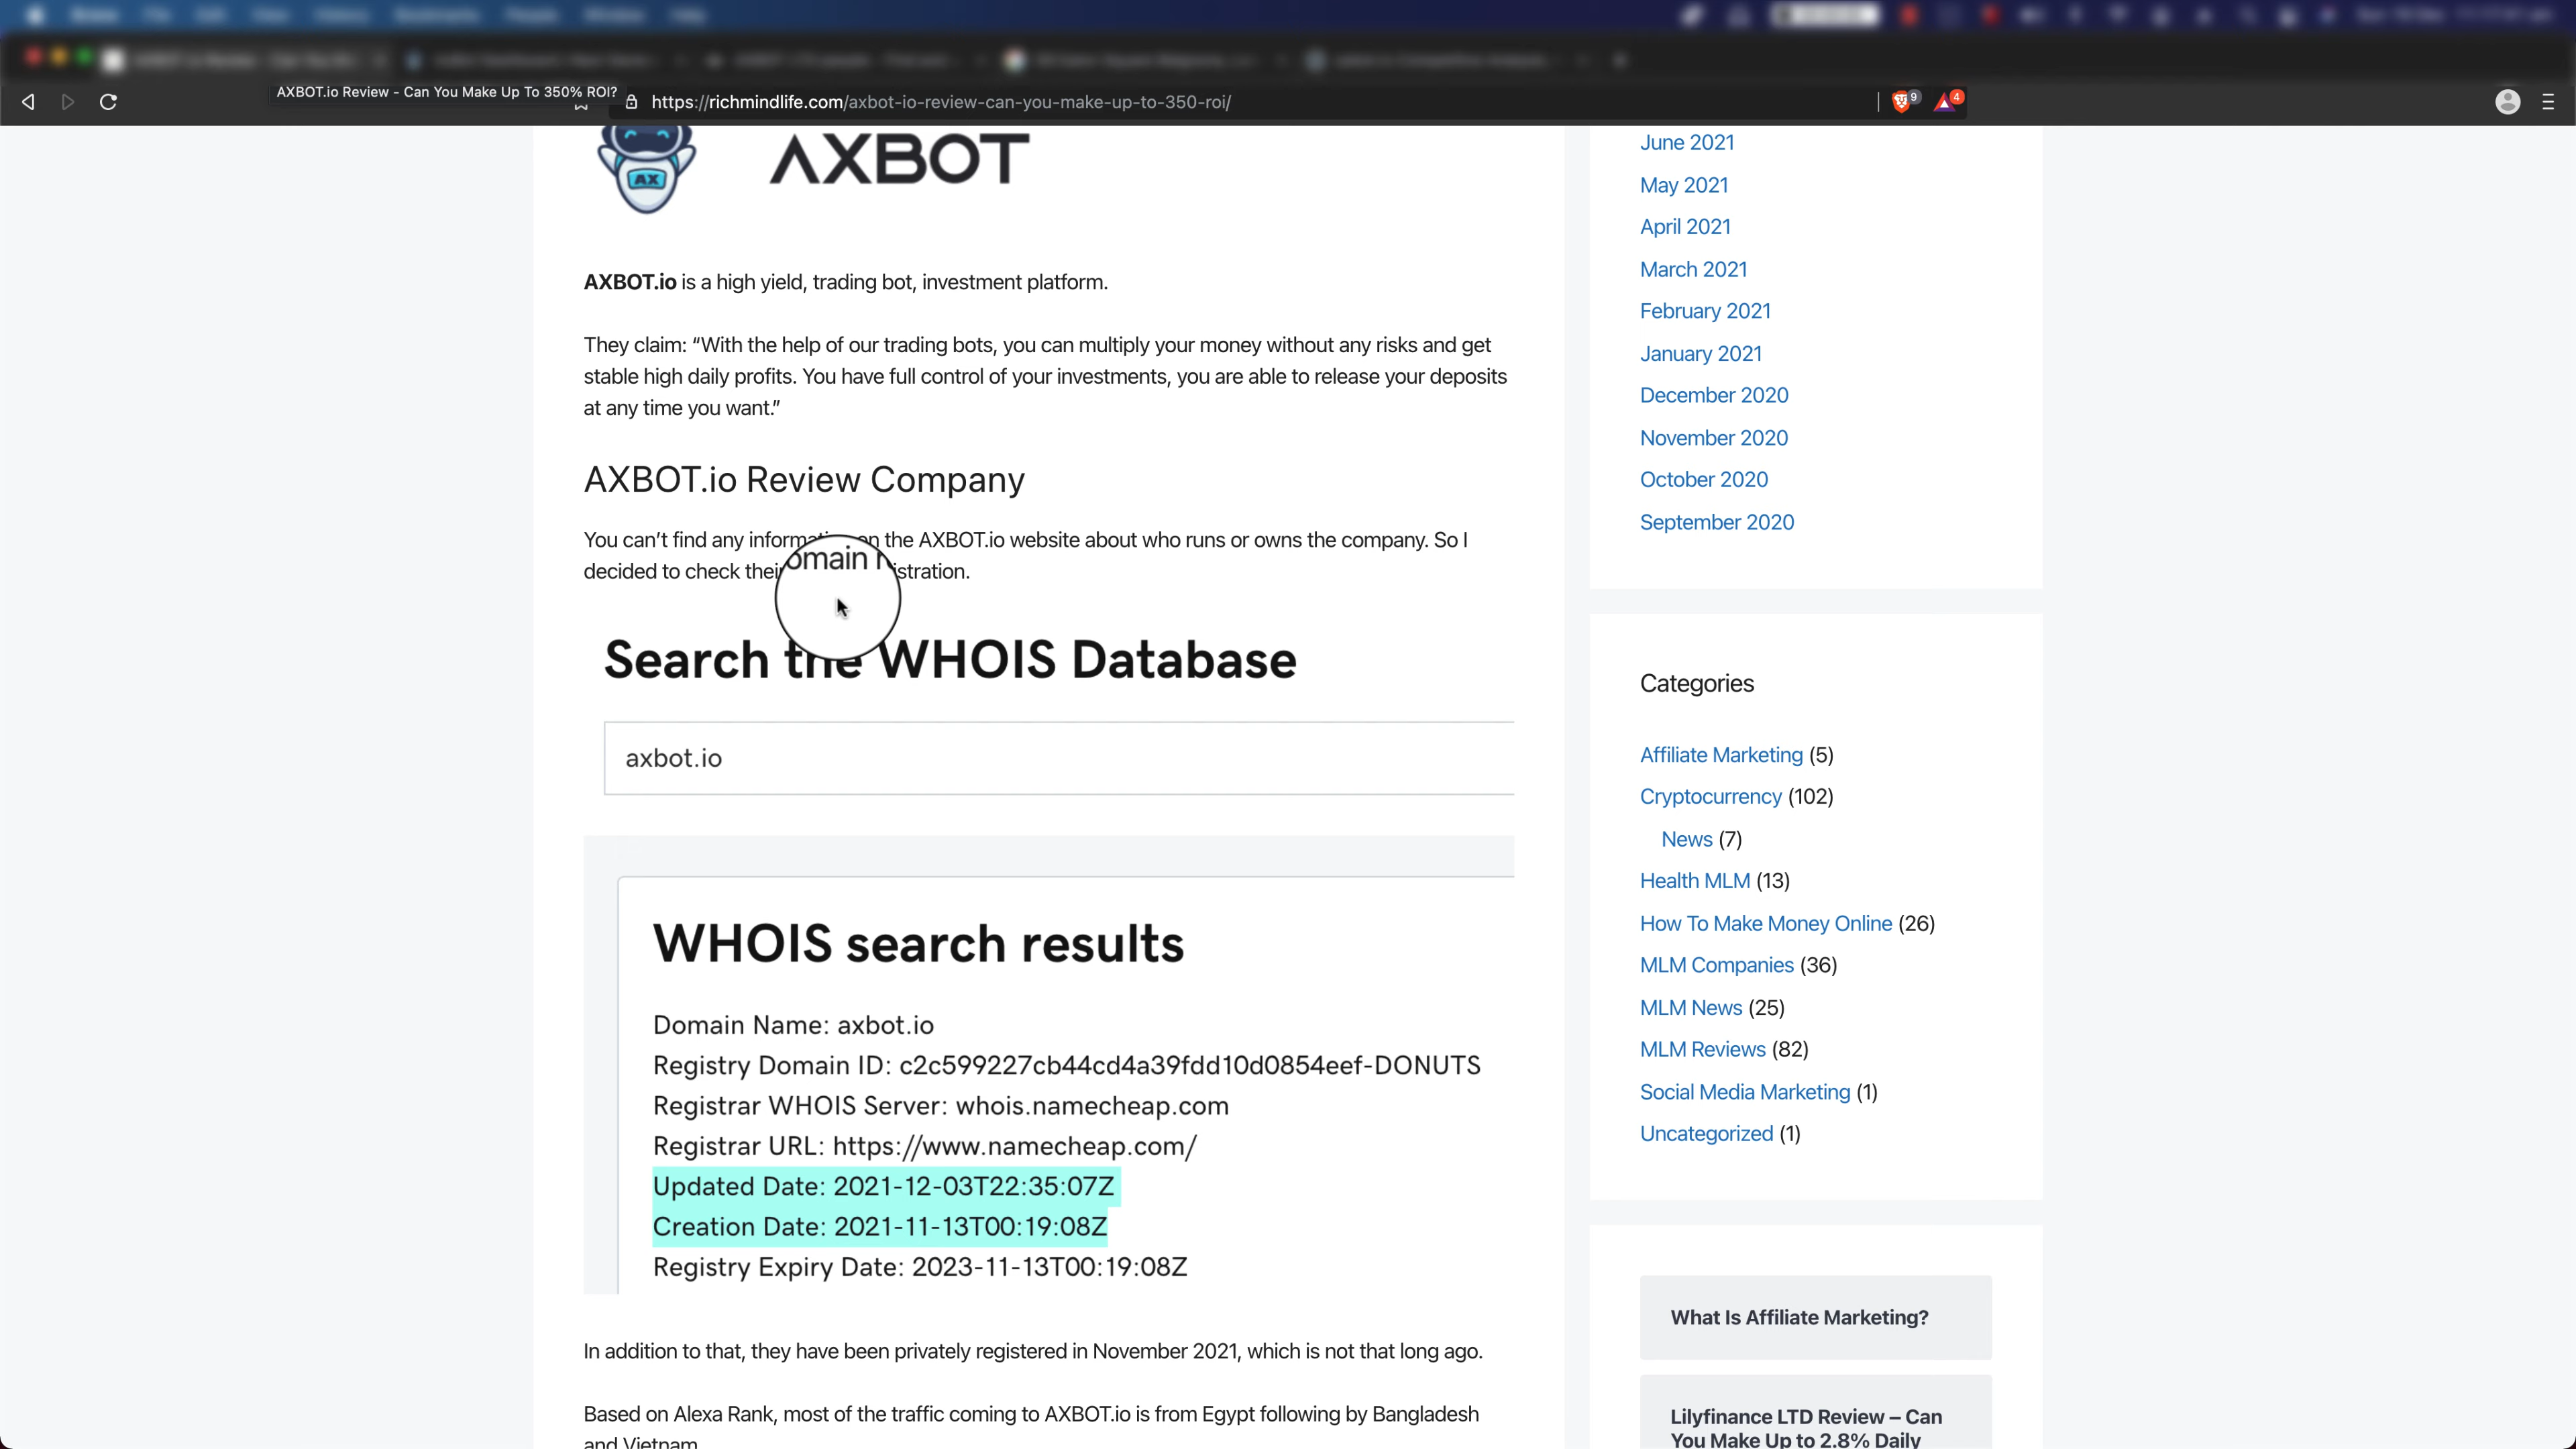 AXBOT.io Review - Can You Make Up To 350% ROI?
https://richmindlife.com/axbot-io-review-can-you-make-up-to-350-roi/
9
4
AX
AXBOT
AXBOT.io is a high yield, trading bot, investment platform.
They claim: “With the help of our trading bots, you can multiply your money without any risks and get
stable high daily profits. You have full control of your investments, you are able to release your deposits
at any time you want.”
AXBOT.io Review Company
You can’t find any information on the AXBOT.io website about who runs or owns the company. So I
decided to check their domain registration.
Search the WHOIS Database
axbot.io
WHOIS search results
Domain Name: axbot.io
Registry Domain ID: c2c599227cb44cd4a39fdd10d0854eef-DONUTS
Registrar WHOIS Server: whois.namecheap.com
Registrar URL: https://www.namecheap.com/
Updated Date: 2021-12-03T22:35:07Z
Creation Date: 2021-11-13T00:19:08Z
Registry Expiry Date: 2023-11-13T00:19:08Z
In addition to that, they have been privately registered in November 2021, which is not that long ago.
Based on Alexa Rank, most of the traffic coming to AXBOT.io is from Egypt following by Bangladesh
and Vietnam
June 2021
May 2021
April 2021
March 2021
February 2021
January 2021
December 2020
November 2020
October 2020
September 2020
Categories
Affiliate Marketing (5)
Cryptocurrency (102)
News (7)
Health MLM (13)
How To Make Money Online (26)
MLM Companies (36)
MLM News (25)
MLM Reviews (82)
Social Media Marketing (1)
Uncategorized (1)
What Is Affiliate Marketing?
Lilyfinance LTD Review – Can
You Make Up to 2.8% Daily